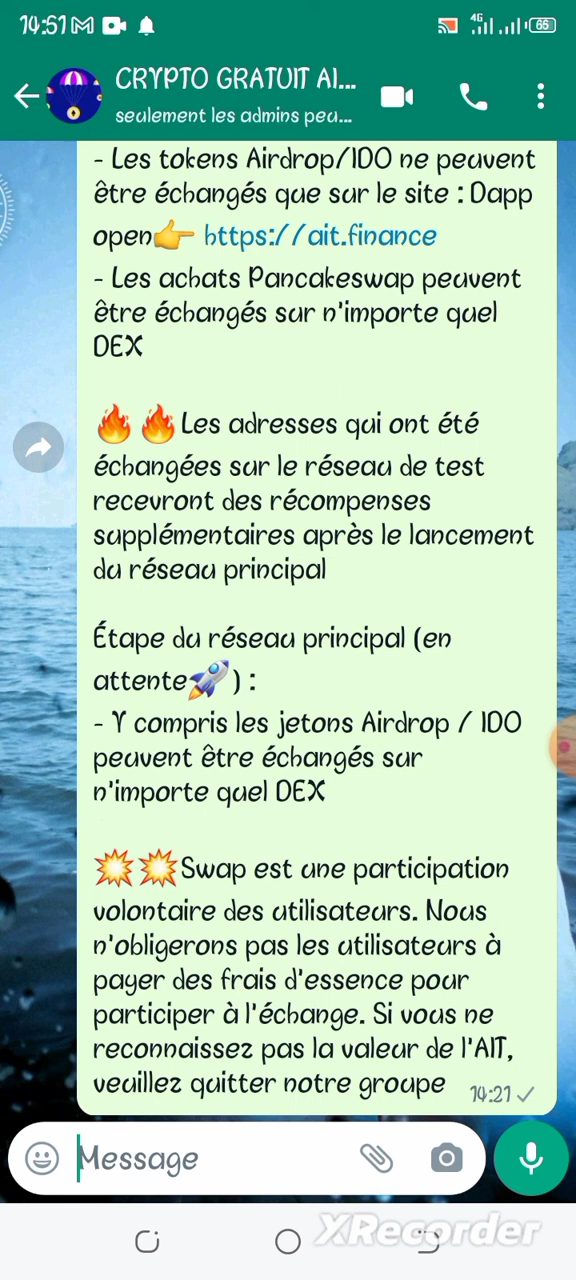 14:51
4G
65
CRYPTO GRATUIT AI...
seulement les admins peu...
- Les tokens Airdrop/IDO ne peuvent
être échangés que sur le site : Dapp
open👉 https://ait.finance
- Les achats Pancakeswap peuvent
être échangés sur n'importe quel
DEX
🔥🔥Les adresses qui ont été
échangées sur le réseau de test
recevront des récompenses
supplémentaires après le lancement
du réseau principal
Étape du réseau principal (en
attente🚀) :
- Y compris les jetons Airdrop / IDO
peuvent être échangés sur
n'importe quel DEX
💥💥Swap est une participation
volontaire des utilisateurs. Nous
n'obligerons pas les utilisateurs à
payer des frais d'essence pour
participer à l'échange. Si vous ne
reconnaissez pas la valeur de l'AIT,
veuillez quitter notre groupe
14:21
Message
XRecorder